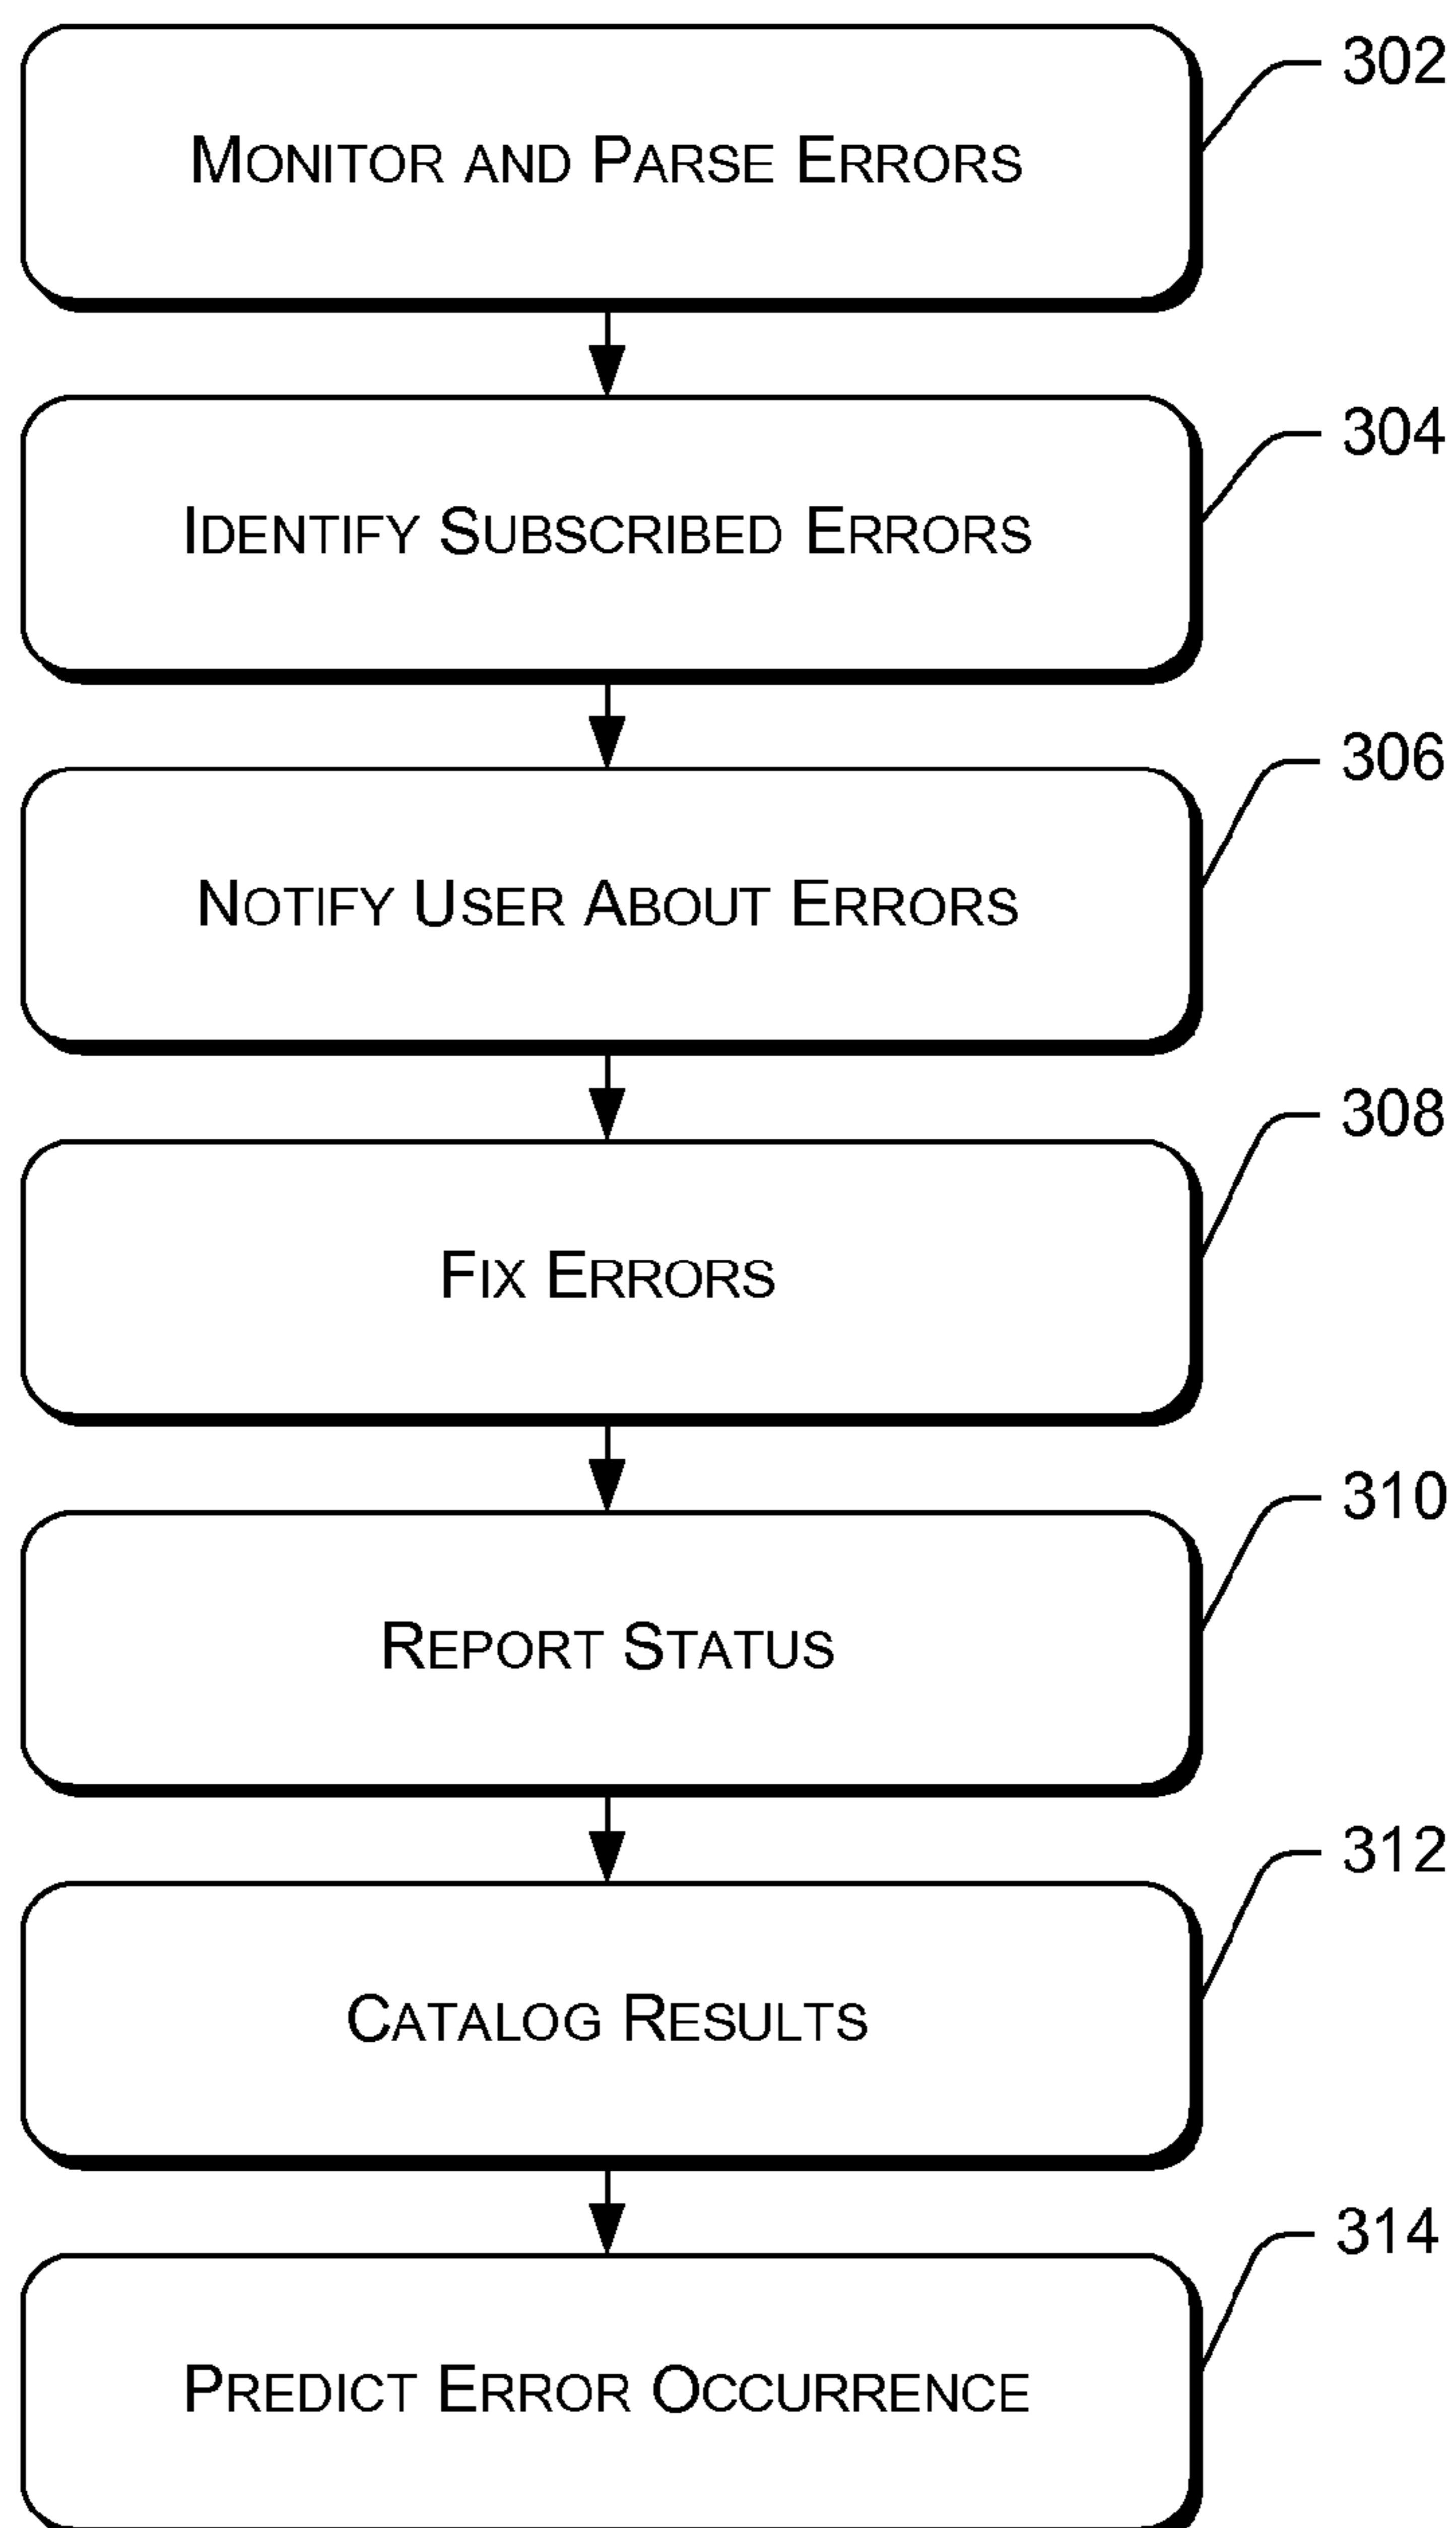 MONITOR AND PARSE ERRORS
302
IDENTIFY SUBSCRIBED ERRORS
304
NOTIFY USER ABOUT ERRORS
306
FIX ERRORS
308
REPORT STATUS
310
CATALOG RESULTS
312
PREDICT ERROR OCCURRENCE
314